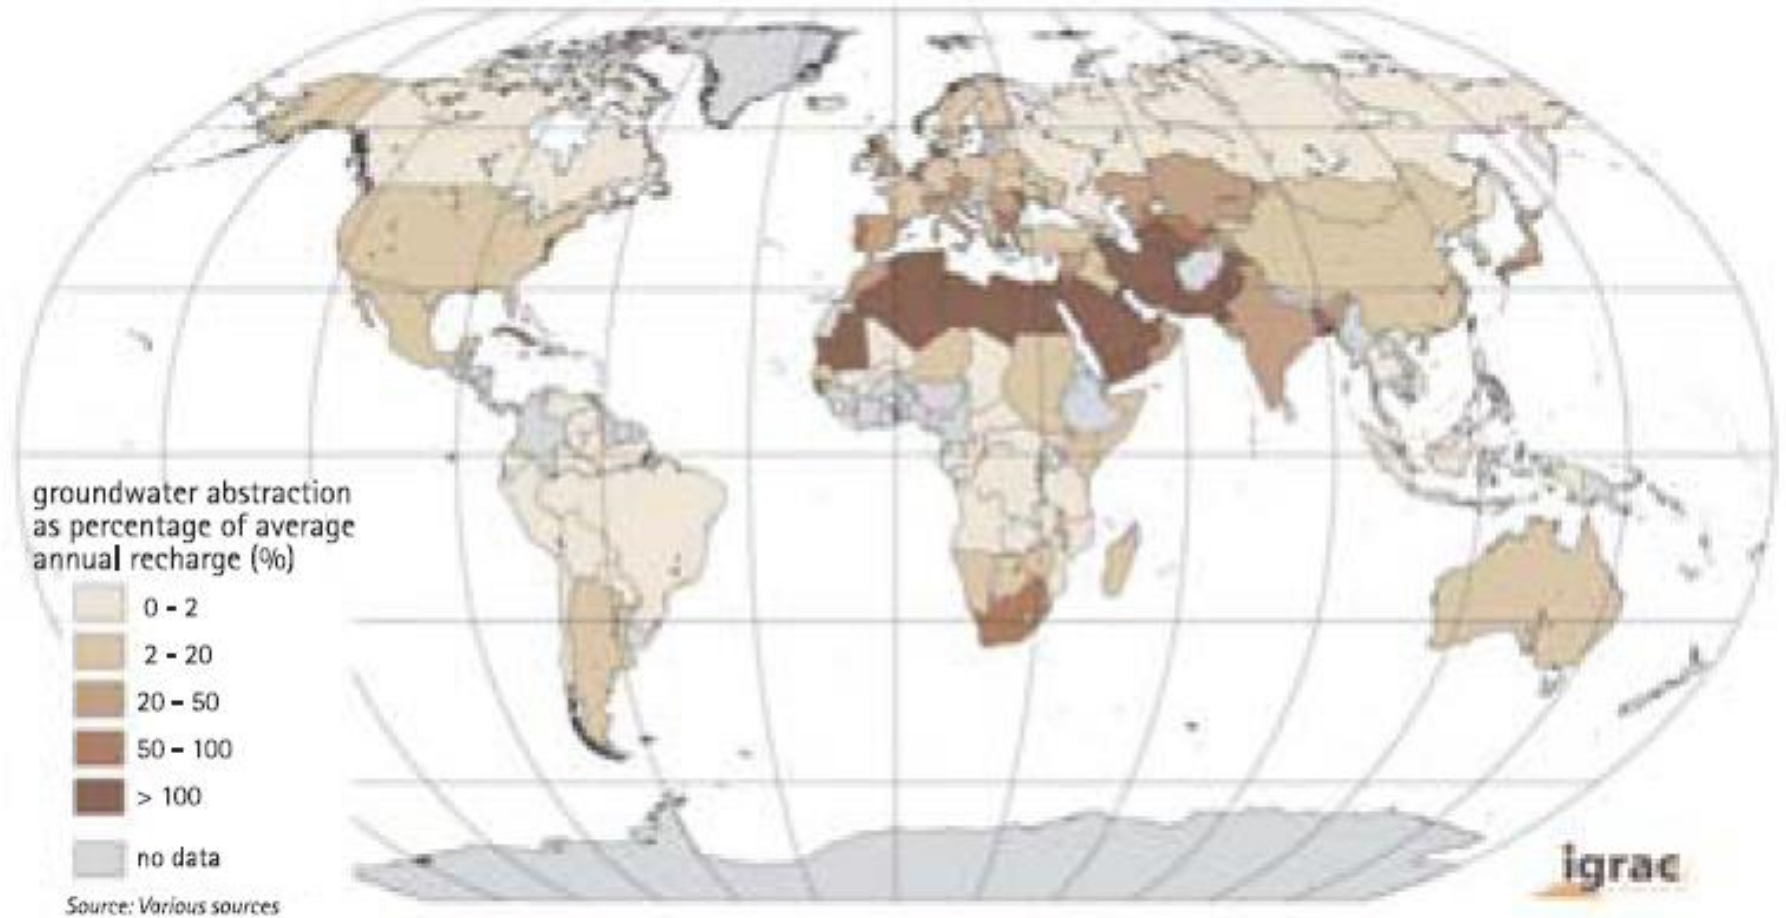 groundwater abstraction
as percentage of average
annual recharge (%)
0 - 2
2 - 20
20 - 50
50 - 100
> 100
no data
Source: Various sources
igrac